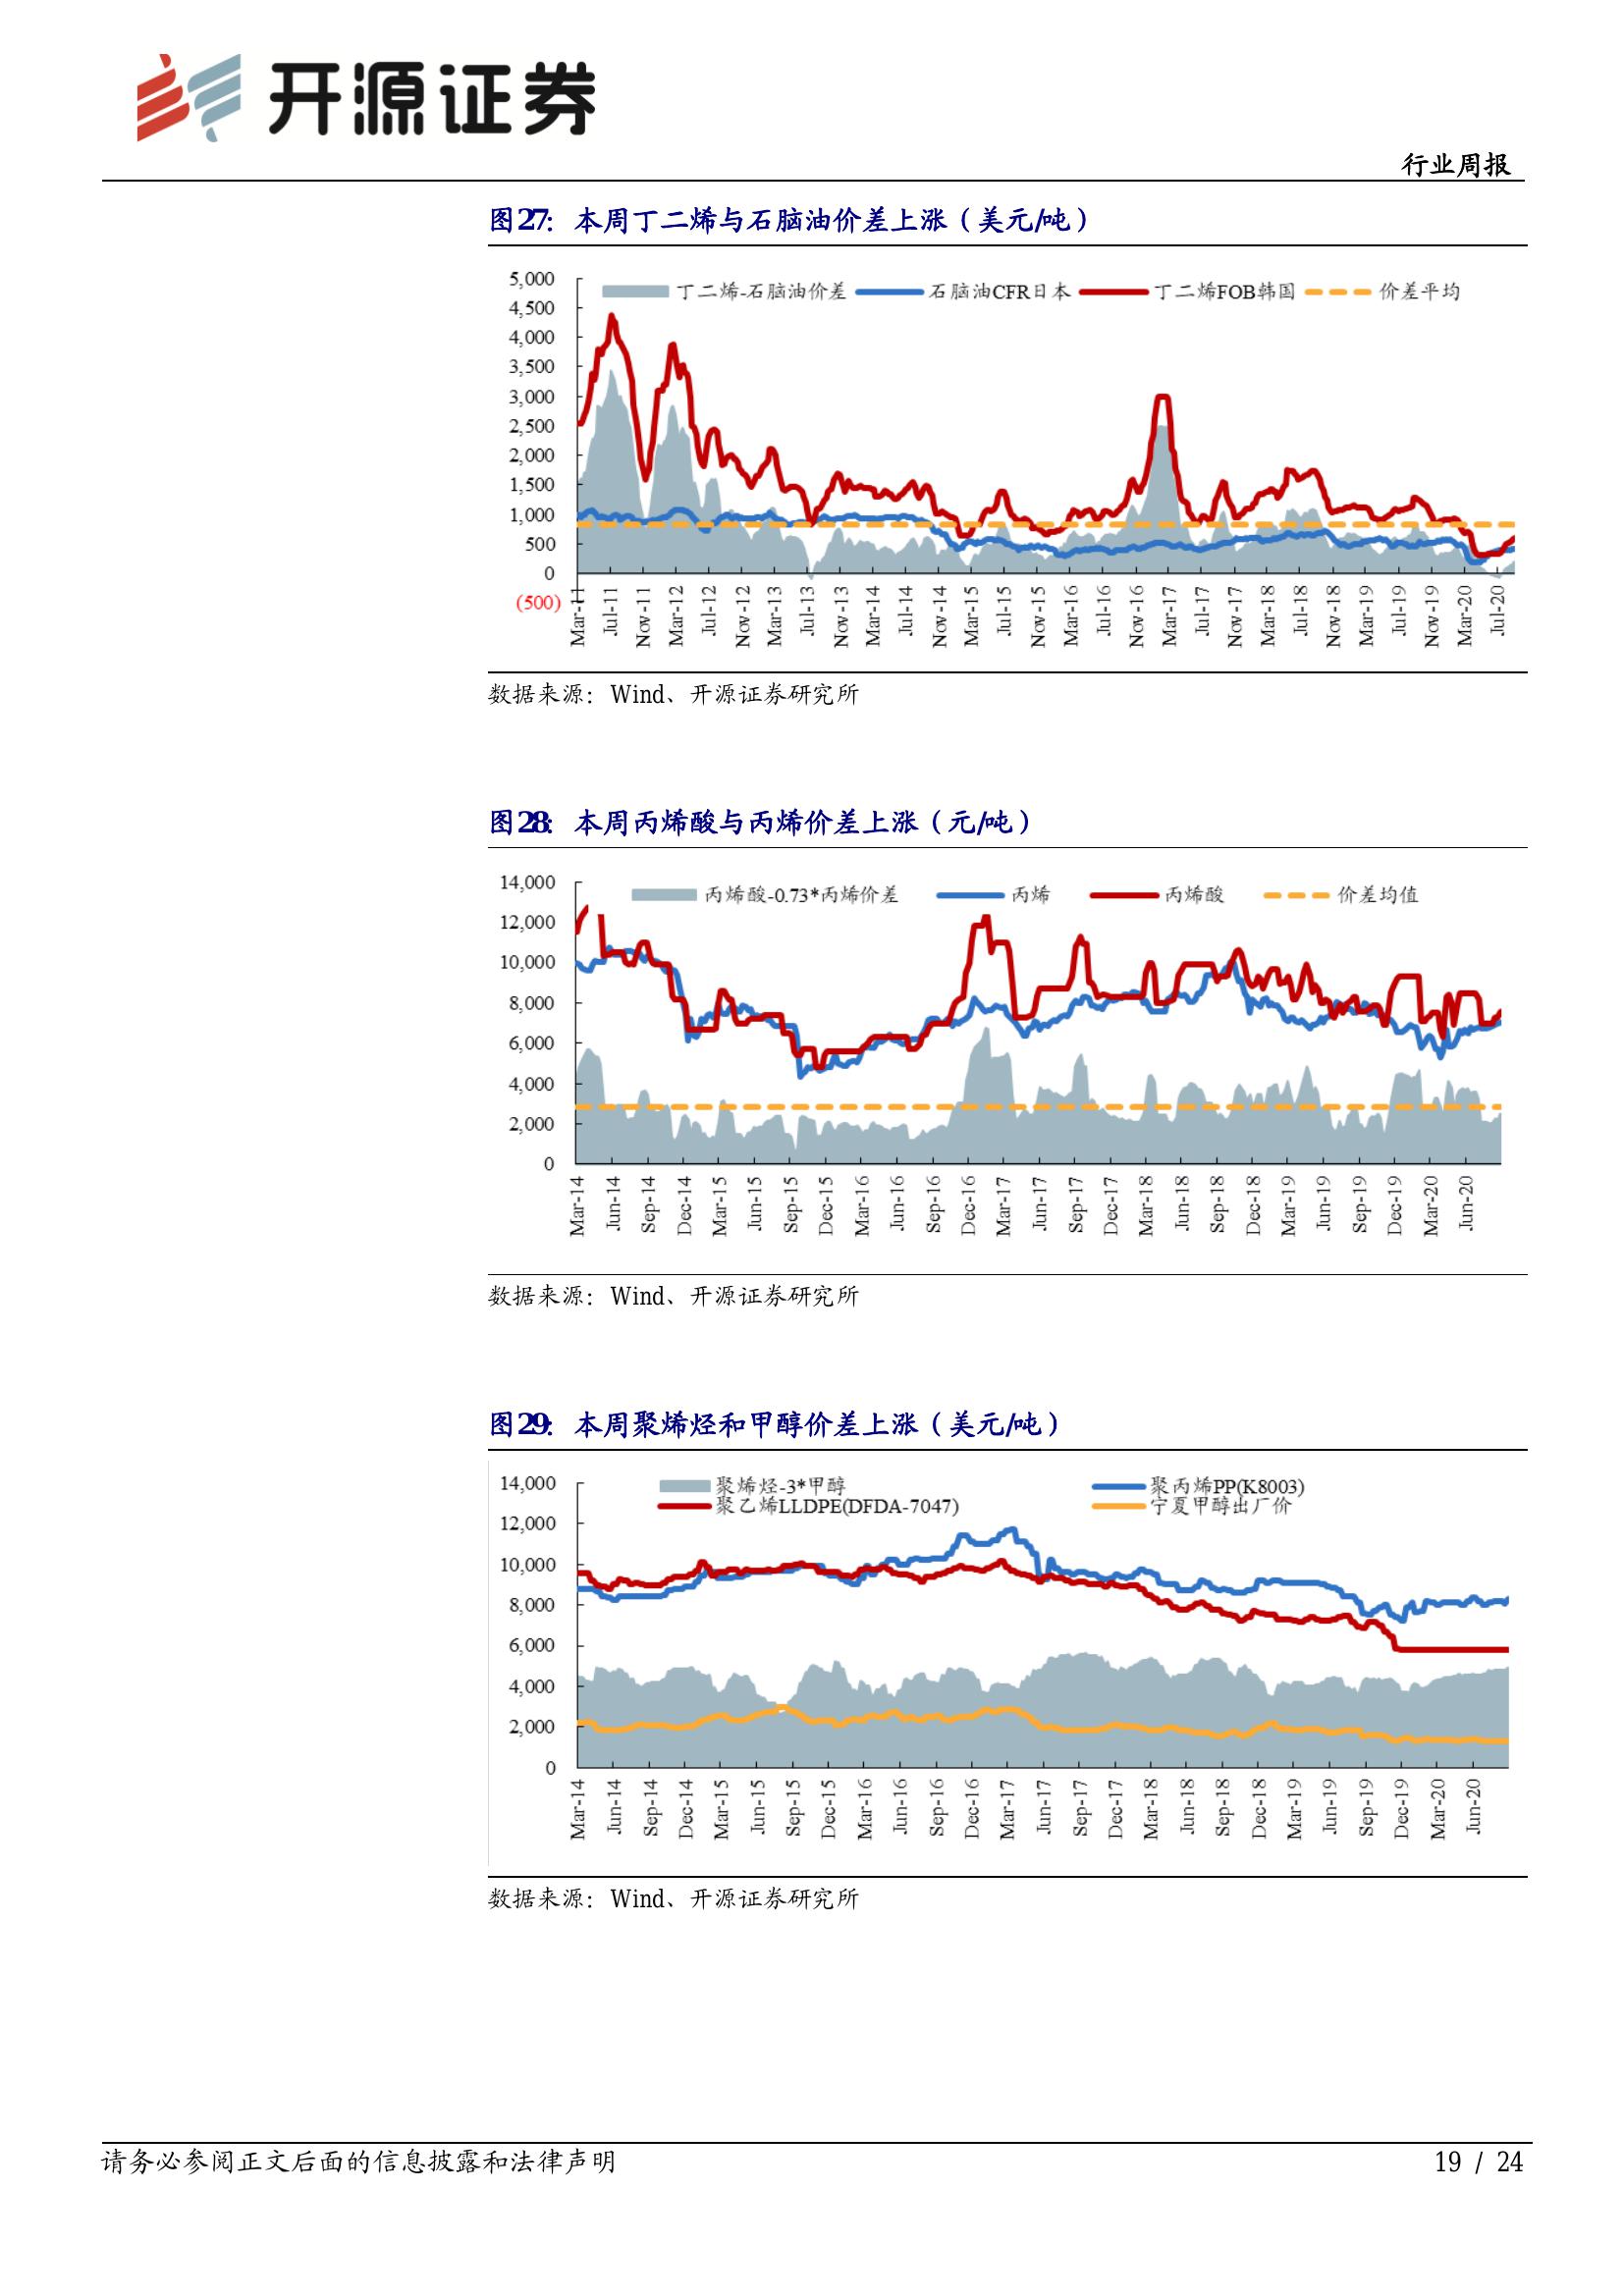 开源证券
行业周报
图27: 本周丁二烯与石脑油价差上涨（美元/吨）
5,000
4,500
4,000
3,500
3,000
2,500
2,000
1,500
1,000
500
0
(500)
丁二烯-石脑油价差 石脑油CFR日本 丁二烯FOB韩国 价差平均
Mar-11 Jul-11 Nov-11 Mar-12 Jul-12 Nov-12 Mar-13 Jul-13 Nov-13 Mar-14 Jul-14 Nov-14 Mar-15 Jul-15 Nov-15 Mar-16 Jul-16 Nov-16 Mar-17 Jul-17 Nov-17 Mar-18 Jul-18 Nov-18 Mar-19 Jul-19 Nov-19 Mar-20 Jul-20
数据来源：Wind、开源证券研究所
图28: 本周丙烯酸与丙烯价差上涨（元/吨）
14,000
12,000
10,000
8,000
6,000
4,000
2,000
0
丙烯酸-0.73*丙烯价差 丙烯 丙烯酸 价差均值
Mar-14 Jun-14 Sep-14 Dec-14 Mar-15 Jun-15 Sep-15 Dec-15 Mar-16 Jun-16 Sep-16 Dec-16 Mar-17 Jun-17 Sep-17 Dec-17 Mar-18 Jun-18 Sep-18 Dec-18 Mar-19 Jun-19 Sep-19 Dec-19 Mar-20 Jun-20
数据来源：Wind、开源证券研究所
图29: 本周聚烯烃和甲醇价差上涨（美元/吨）
14,000
12,000
10,000
8,000
6,000
4,000
2,000
0
聚烯烃-3*甲醇 聚丙烯PP(K8003)
聚乙烯LLDPE(DFDA-7047) 宁夏甲醇出厂价
Mar-14 Jun-14 Sep-14 Dec-14 Mar-15 Jun-15 Sep-15 Dec-15 Mar-16 Jun-16 Sep-16 Dec-16 Mar-17 Jun-17 Sep-17 Dec-17 Mar-18 Jun-18 Sep-18 Dec-18 Mar-19 Jun-19 Sep-19 Dec-19 Mar-20 Jun-20
数据来源：Wind、开源证券研究所
请务必参阅正文后面的信息披露和法律声明
19 / 24